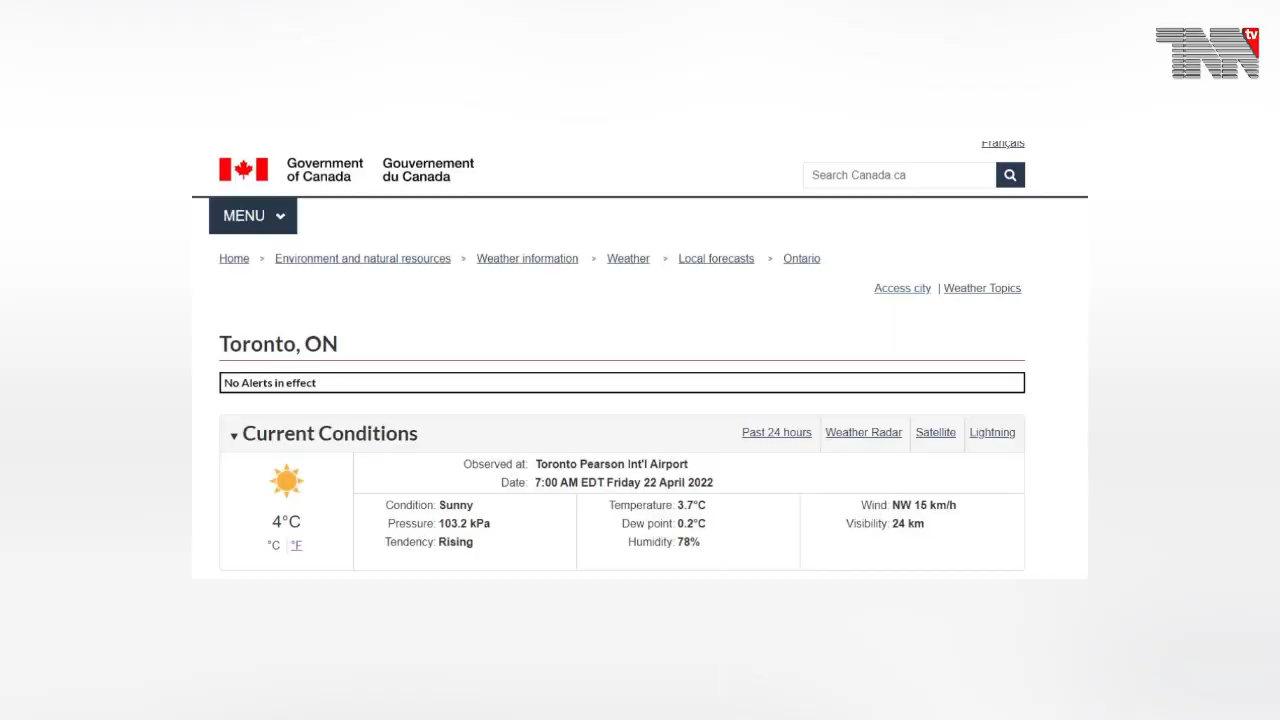 TNN tv
Français
Government of Canada
Gouvernement du Canada
Search Canada.ca
MENU
Home > Environment and natural resources > Weather information > Weather > Local forecasts > Ontario
Access city | Weather Topics
Toronto, ON
No Alerts in effect
Current Conditions
Past 24 hours
Weather Radar
Satellite
Lightning
Observed at: Toronto Pearson Int'l Airport
Date: 7:00 AM EDT Friday 22 April 2022
4°C
°C °F
Condition: Sunny
Pressure: 103.2 kPa
Tendency: Rising
Temperature: 3.7°C
Dew point: 0.2°C
Humidity: 78%
Wind: NW 15 km/h
Visibility: 24 km